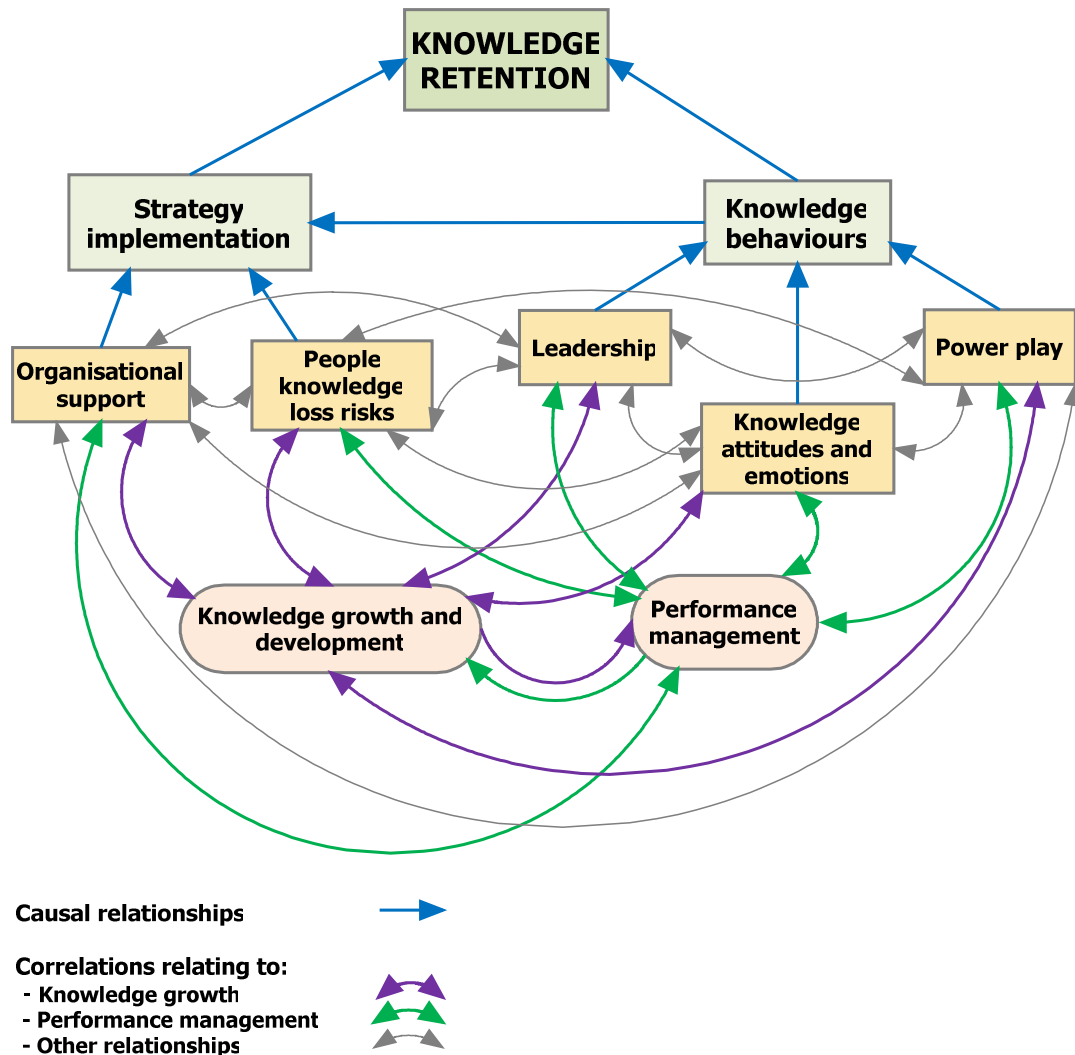 KNOWLEDGE
RETENTION
Strategy
implementation
Knowledge
behaviours
Organisational
support
People
knowledge
loss risks
Leadership
Power play
Knowledge
attitudes and
emotions
Knowledge growth and
development
Performance
management
Causal relationships
Correlations relating to:
- Knowledge growth
- Performance management
- Other relationships